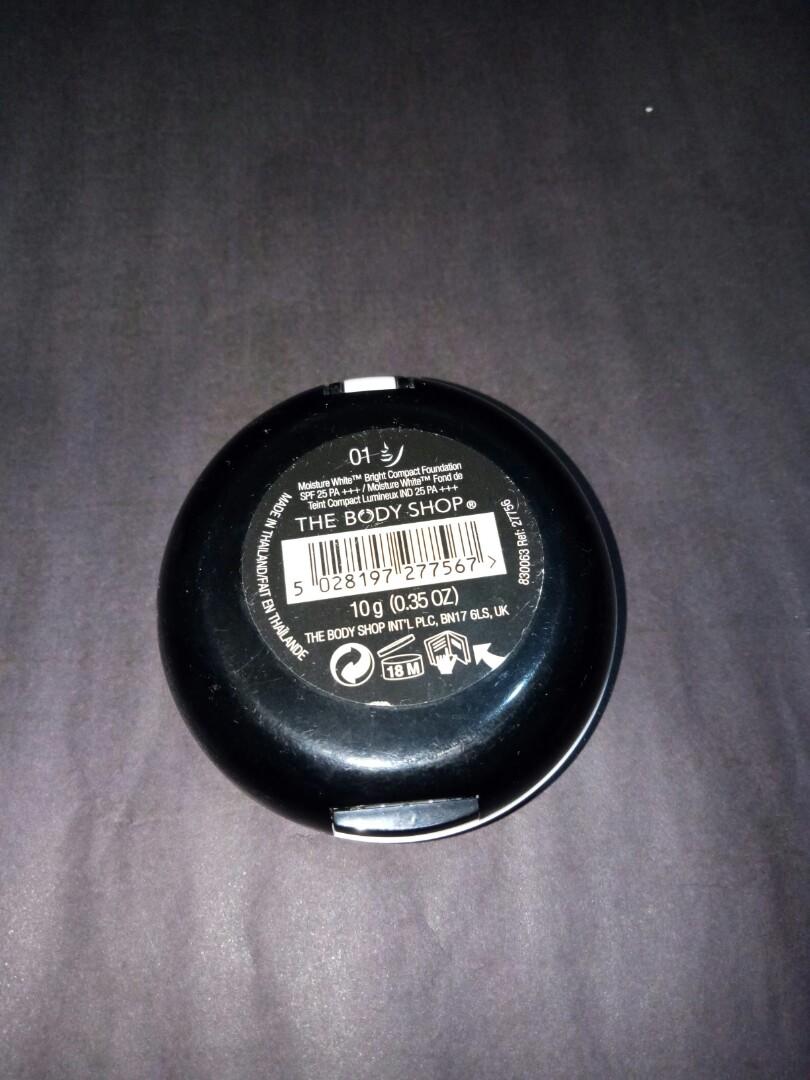 01
Moisture White™ Bright Compact Foundation
SPF 25 PA +++ / Moisture White™ Fond de
Teint Compact Lumineux IND 25 PA +++
THE BODY SHOP®
5 028197 277567 >
10 g (0.35 OZ)
THE BODY SHOP INT'L PLC, BN17 6LS, UK
18 M
MADE IN THAILAND/FAIT EN THAÏLANDE
830063 Ref: 27756